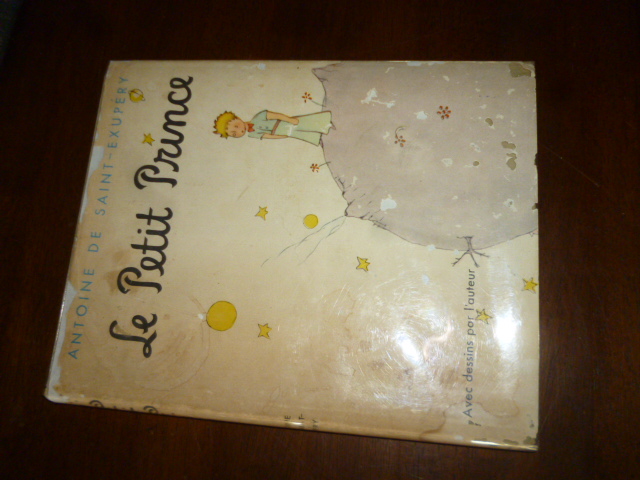 ANTOINE DE SAINT-EXUPÉRY
Le Petit Prince
Avec dessins par l'auteur